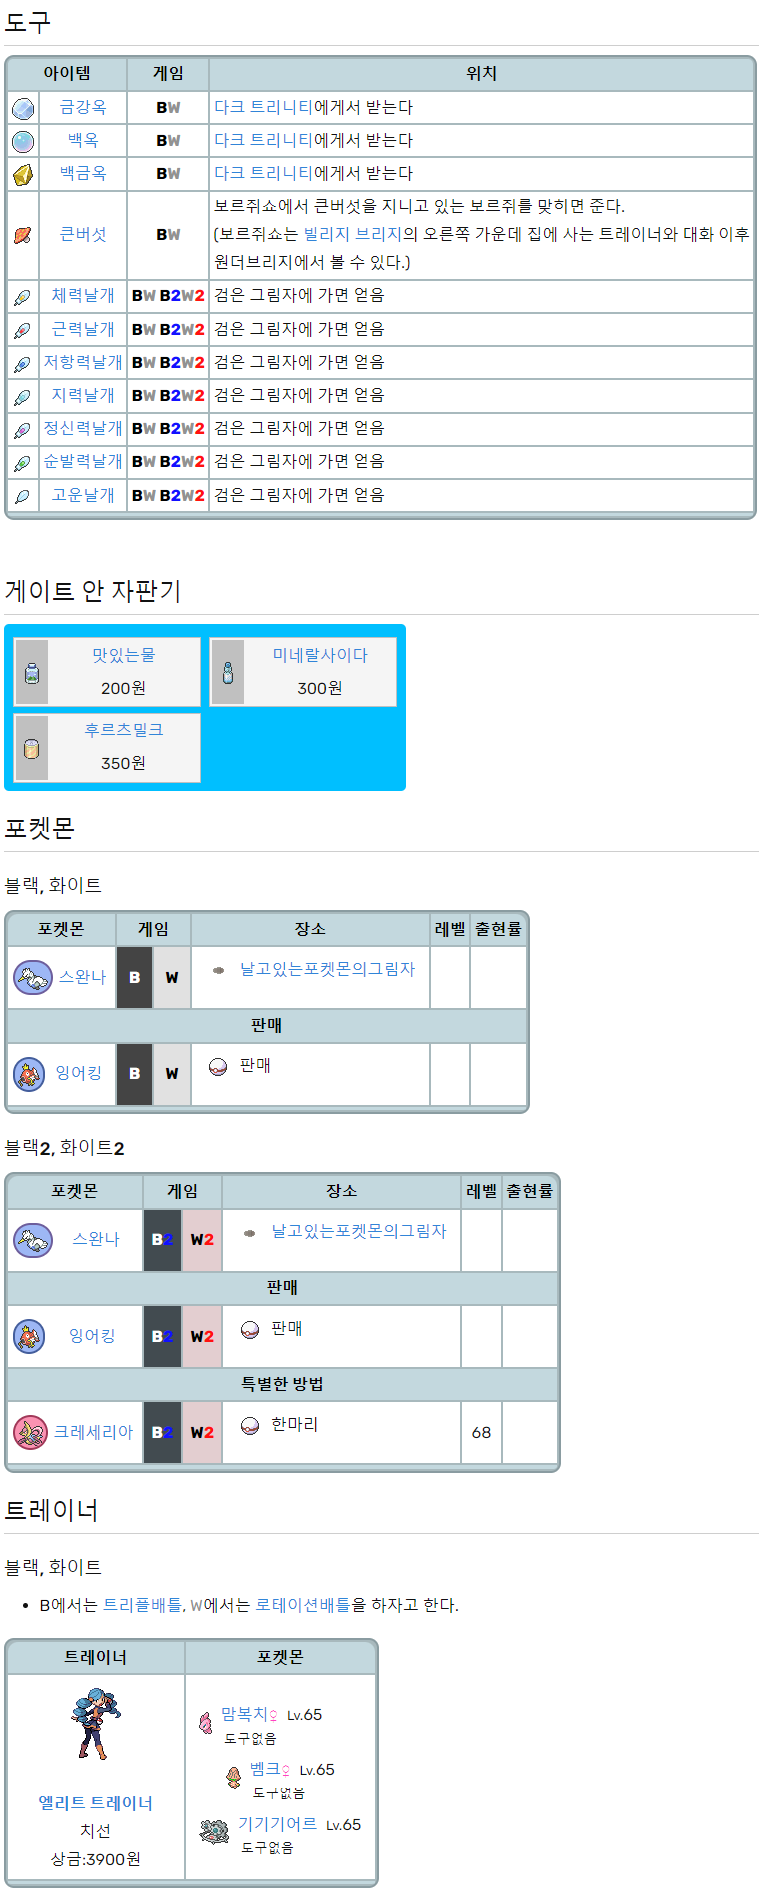 도구
아이템 게임 위치
금강옥 BW 다크 트리니티에게서 받는다
백옥 BW 다크 트리니티에게서 받는다
백금옥 BW 다크 트리니티에게서 받는다
큰버섯 BW 보르쥐쇼에서 큰버섯을 지니고 있는 보르쥐를 맞히면 준다.
(보르쥐쇼는 빌리지 브리지의 오른쪽 가운데 집에 사는 트레이너와 대화 이후
원더브리지에서 볼 수 있다.)
체력날개 BW B2W2 검은 그림자에 가면 얻음
근력날개 BW B2W2 검은 그림자에 가면 얻음
저항력날개 BW B2W2 검은 그림자에 가면 얻음
지력날개 BW B2W2 검은 그림자에 가면 얻음
정신력날개 BW B2W2 검은 그림자에 가면 얻음
순발력날개 BW B2W2 검은 그림자에 가면 얻음
고운날개 BW B2W2 검은 그림자에 가면 얻음
게이트 안 자판기
맛있는물 미네랄사이다
200원 300원
후르츠밀크
350원
포켓몬
블랙, 화이트
포켓몬 게임 장소 레벨 출현률
스완나 B W 날고있는포켓몬의그림자
판매
잉어킹 B W 판매
블랙2, 화이트2
포켓몬 게임 장소 레벨 출현률
스완나 B2 W2 날고있는포켓몬의그림자
판매
잉어킹 B2 W2 판매
특별한 방법
크레세리아 B2 W2 한마리 68
트레이너
블랙, 화이트
• B에서는 트리플배틀, W에서는 로테이션배틀을 하자고 한다.
트레이너 포켓몬
엘리트 트레이너
치선
상금:3900원
맘복치♀ Lv.65
도구없음
벰크♀ Lv.65
도구없음
기기기어르 Lv.65
도구없음